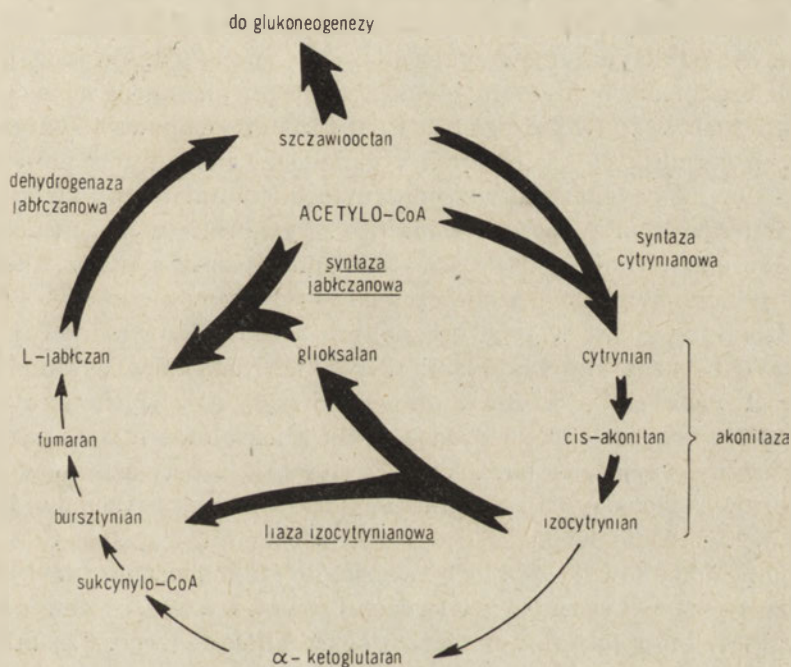 do glukoneogenezy
szczawiooctan
dehydrogenaza
jabłczanowa
ACETYLO-CoA
syntaza
cytrynianowa
syntaza
jabłczanowa
L-jabłczan
glioksalan
cytrynian
fumaran
cis-akonitan
akonitaza
bursztynian
liaza izocytrynianowa
izocytrynian
sukcynylo-CoA
α- ketoglutaran